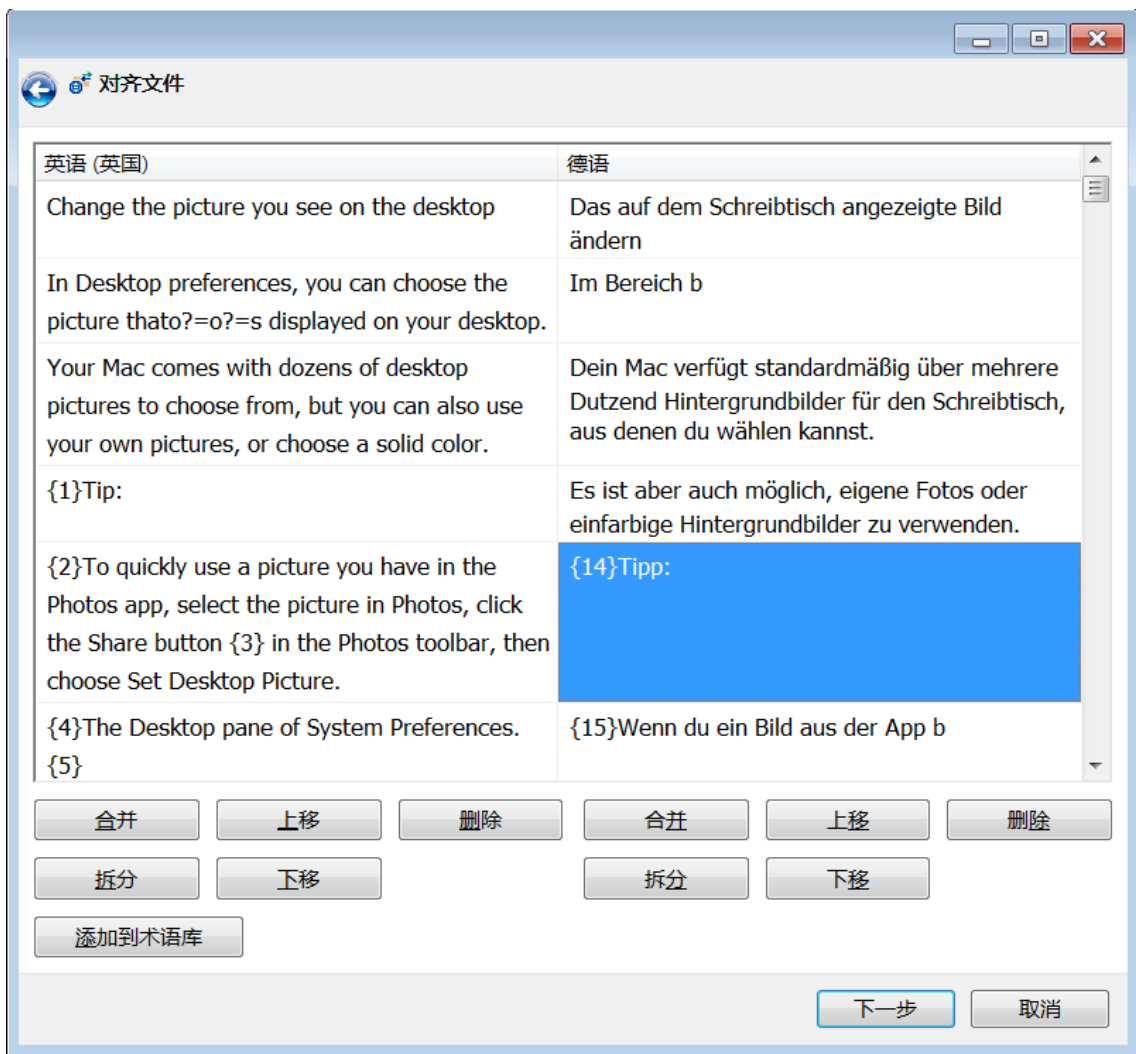 对齐文件
英语 (英国)
德语
Change the picture you see on the desktop
Das auf dem Schreibtisch angezeigte Bild
ändern
In Desktop preferences, you can choose the
picture thato?=o?=s displayed on your desktop.
Im Bereich b
Your Mac comes with dozens of desktop
pictures to choose from, but you can also use
your own pictures, or choose a solid color.
Dein Mac verfügt standardmäßig über mehrere
Dutzend Hintergrundbilder für den Schreibtisch,
aus denen du wählen kannst.
{1}Tip:
Es ist aber auch möglich, eigene Fotos oder
einfarbige Hintergrundbilder zu verwenden.
{2}To quickly use a picture you have in the
Photos app, select the picture in Photos, click
the Share button {3} in the Photos toolbar, then
choose Set Desktop Picture.
{14}Tipp:
{4}The Desktop pane of System Preferences.
{5}
{15}Wenn du ein Bild aus der App b
合并
上移
删除
合并
上移
删除
拆分
下移
拆分
下移
添加到术语库
下一步
取消